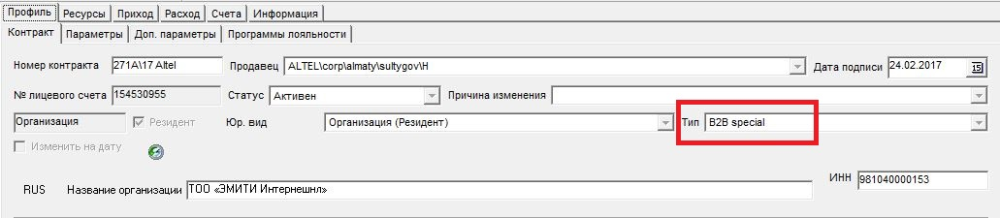 Профиль Ресурсы Приход Расход Счета Информация
Контракт Параметры Доп. параметры Программы лояльности
Номер контракта 271A\17 Altel Продавец ALTEL\corp\almaty\sultygov\H Дата подписи 24.02.2017 15
№ лицевого счета 154530955 Статус Активен Причина изменения
Организация Резидент Юр. вид Организация (Резидент) Тип B2B special
Изменить на дату
RUS Название организации ТОО «ЭМИТИ Интернешнл» ИНН 981040000153